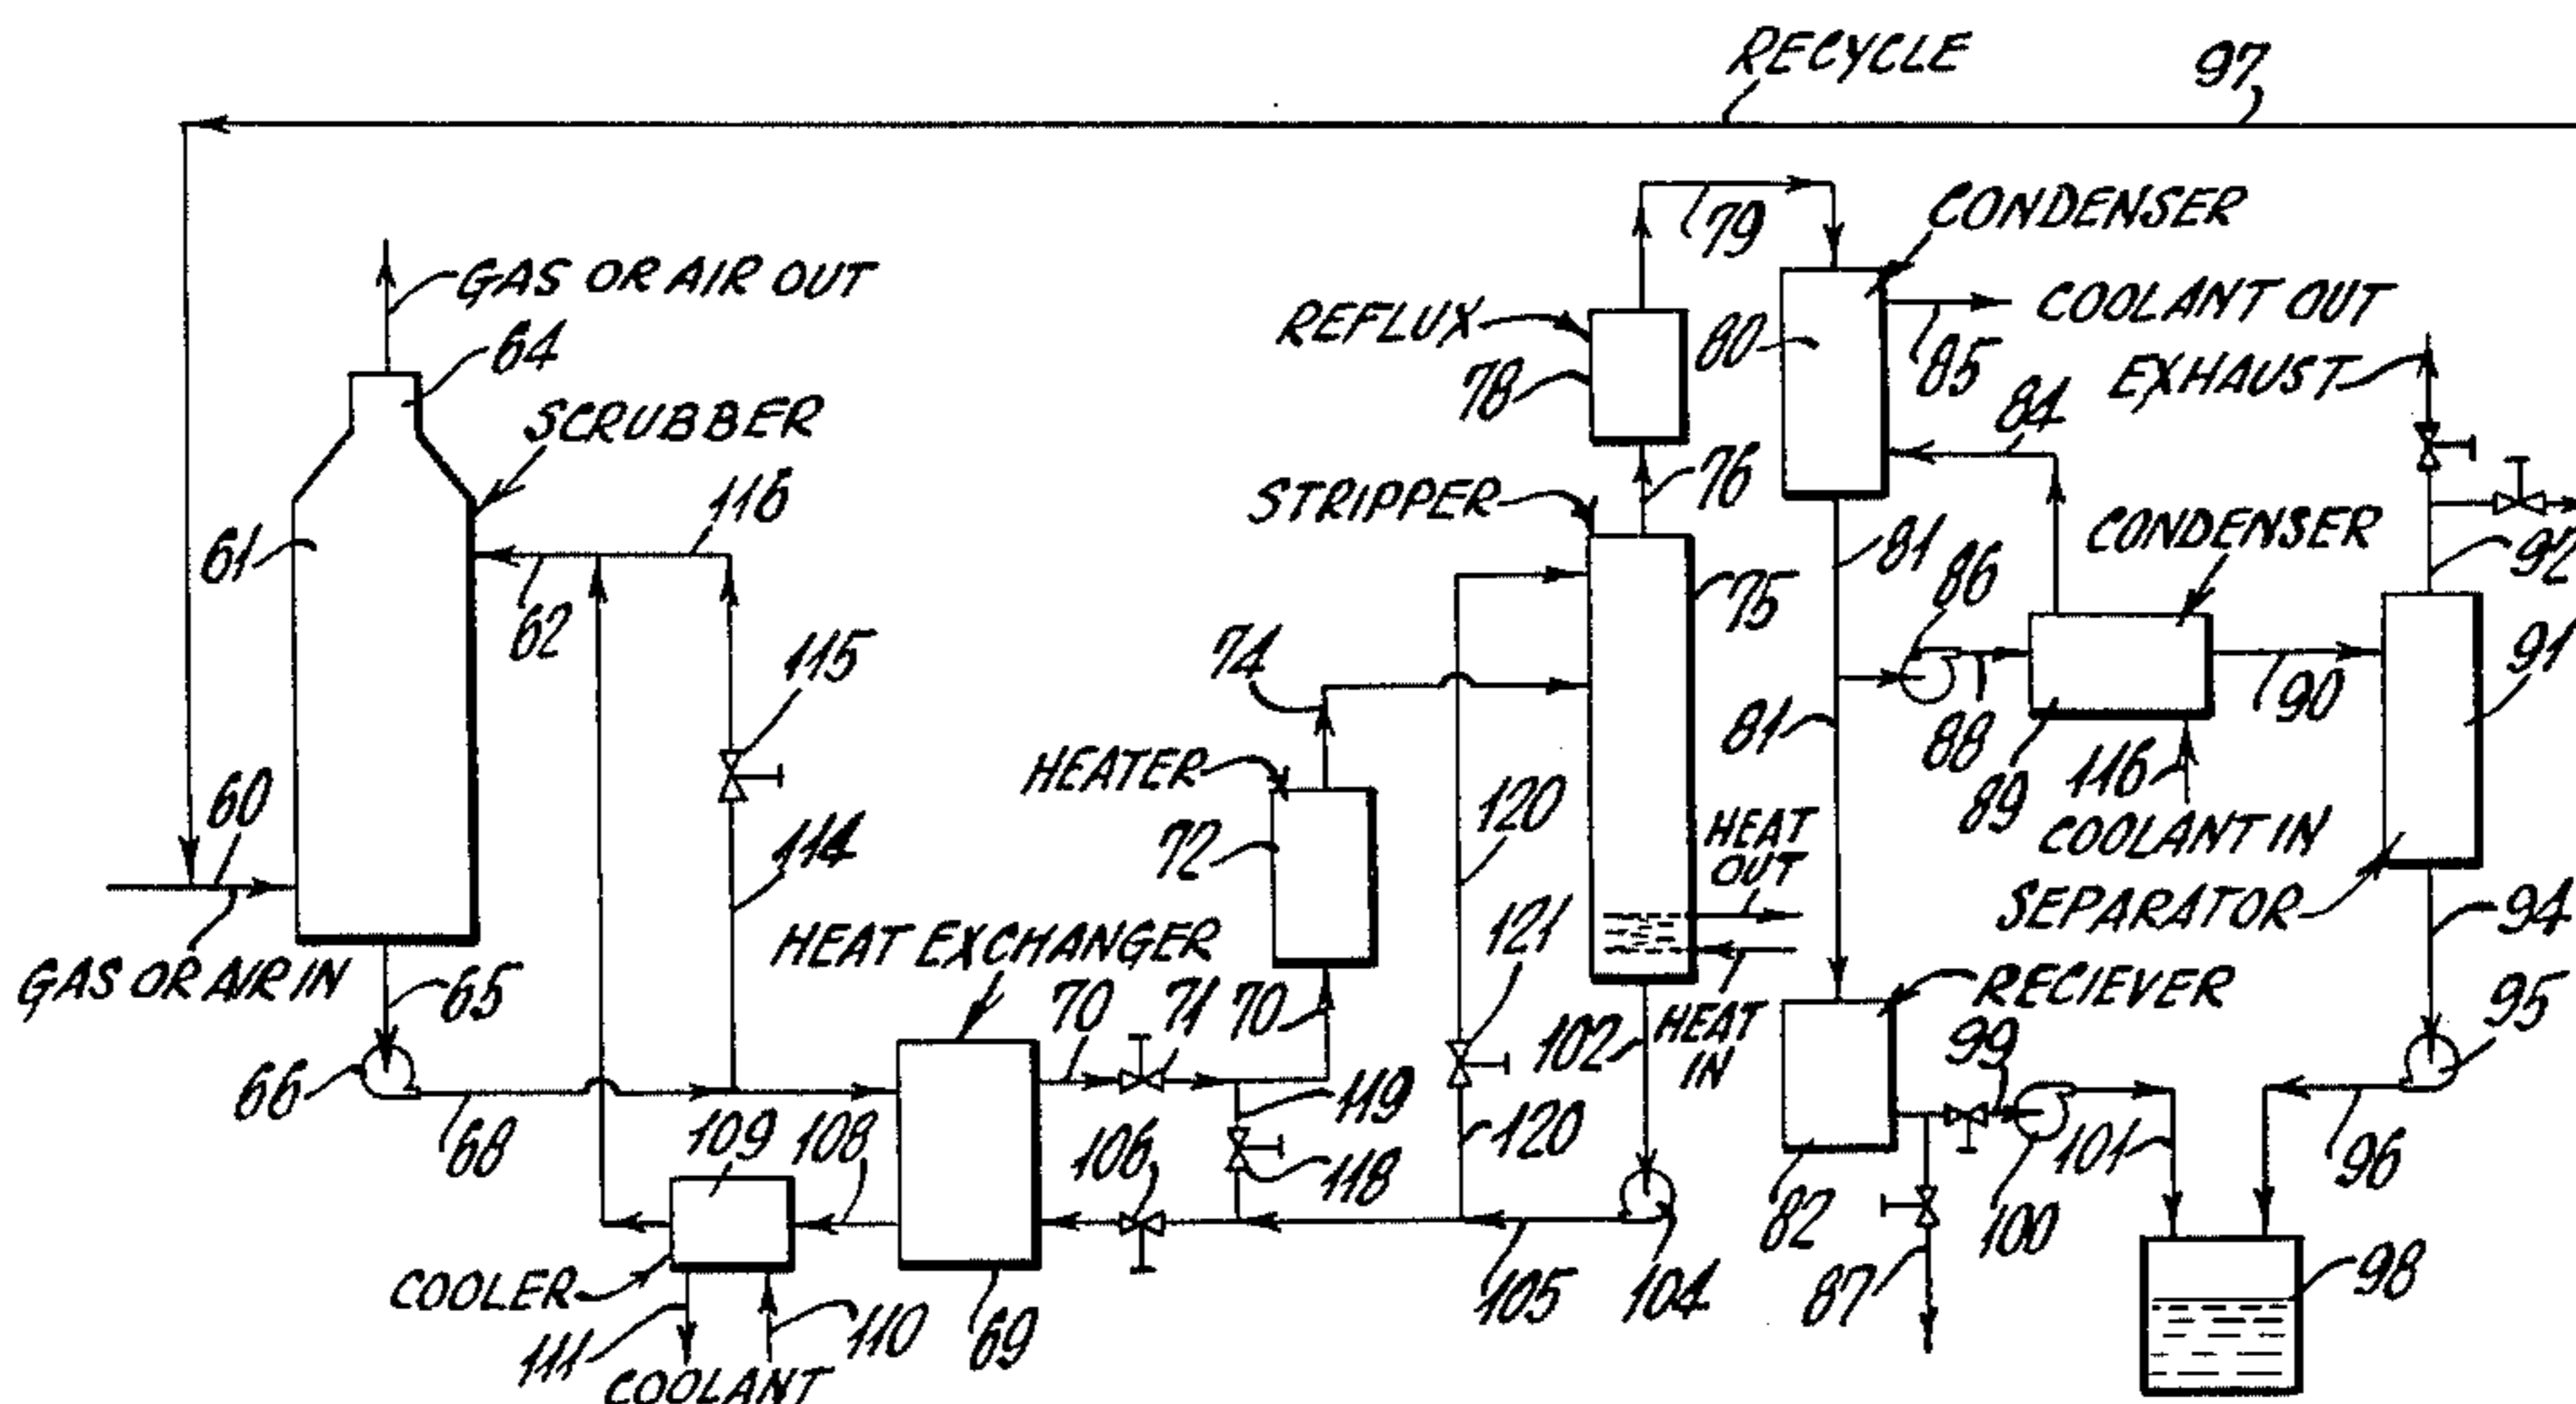 RECYCLE
97
79
CONDENSER
GAS OR AIR OUT
COOLANT OUT
REFLUX
80
85
64
78
EXHAUST
84
SCRUBBER
76
116
STRIPPER
CONDENSER
92
61
81
86
62
75
91
115
74
90
81
88
HEATER
89
116
60
120
72
HEAT
OUT
COOLANT IN
114
SEPARATOR
121
94
HEAT EXCHANGER
GAS OR AIR IN
65
70
71
70
RECIEVER
95
102
HEAT
IN
99
66
119
68
109
108
106
120
101
96
118
82
100
98
COOLER
105
104
87
111
110
69
COOLANT